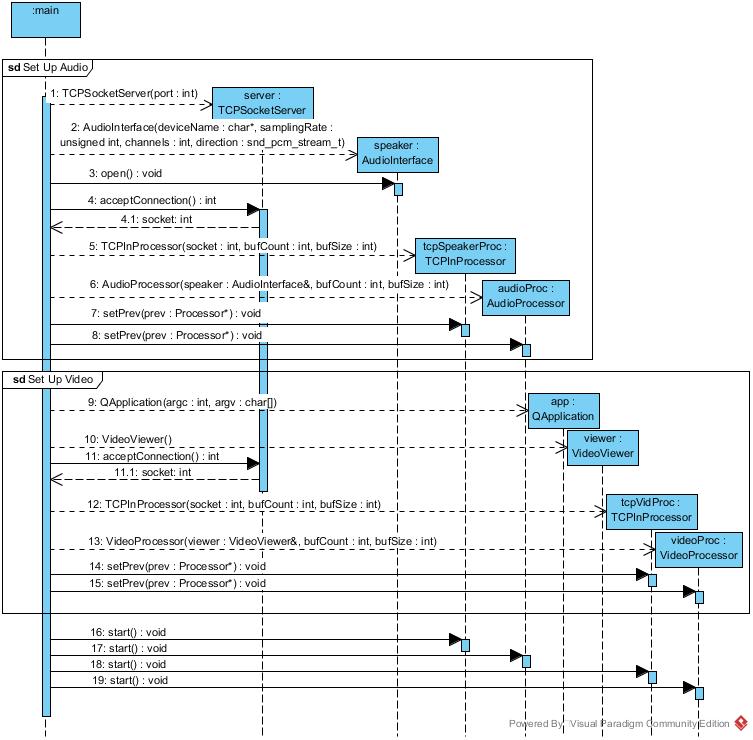 :main
sd Set Up Audio
1: TCPSocketServer(port : int)
server :
TCPSocketServer
2: AudioInterface(deviceName : char*, samplingRate :
unsigned int, channels : int, direction : snd_pcm_stream_t)
speaker :
AudioInterface
3: open() : void
4: acceptConnection() : int
4.1: socket: int
5: TCPInProcessor(socket : int, bufCount : int, bufSize : int)
tcpSpeakerProc :
TCPInProcessor
6: AudioProcessor(speaker : AudioInterface&, bufCount : int, bufSize : int)
audioProc :
AudioProcessor
7: setPrev(prev : Processor*) : void
8: setPrev(prev : Processor*) : void
sd Set Up Video
9: QApplication(argc : int, argv : char[])
app :
QApplication
10: VideoViewer()
viewer :
VideoViewer
11: acceptConnection() : int
11.1: socket: int
12: TCPInProcessor(socket : int, bufCount : int, bufSize : int)
tcpVidProc :
TCPInProcessor
13: VideoProcessor(viewer : VideoViewer&, bufCount : int, bufSize : int)
videoProc :
VideoProcessor
14: setPrev(prev : Processor*) : void
15: setPrev(prev : Processor*) : void
16: start() : void
17: start() : void
18: start() : void
19: start() : void
Powered By Visual Paradigm Community Edition